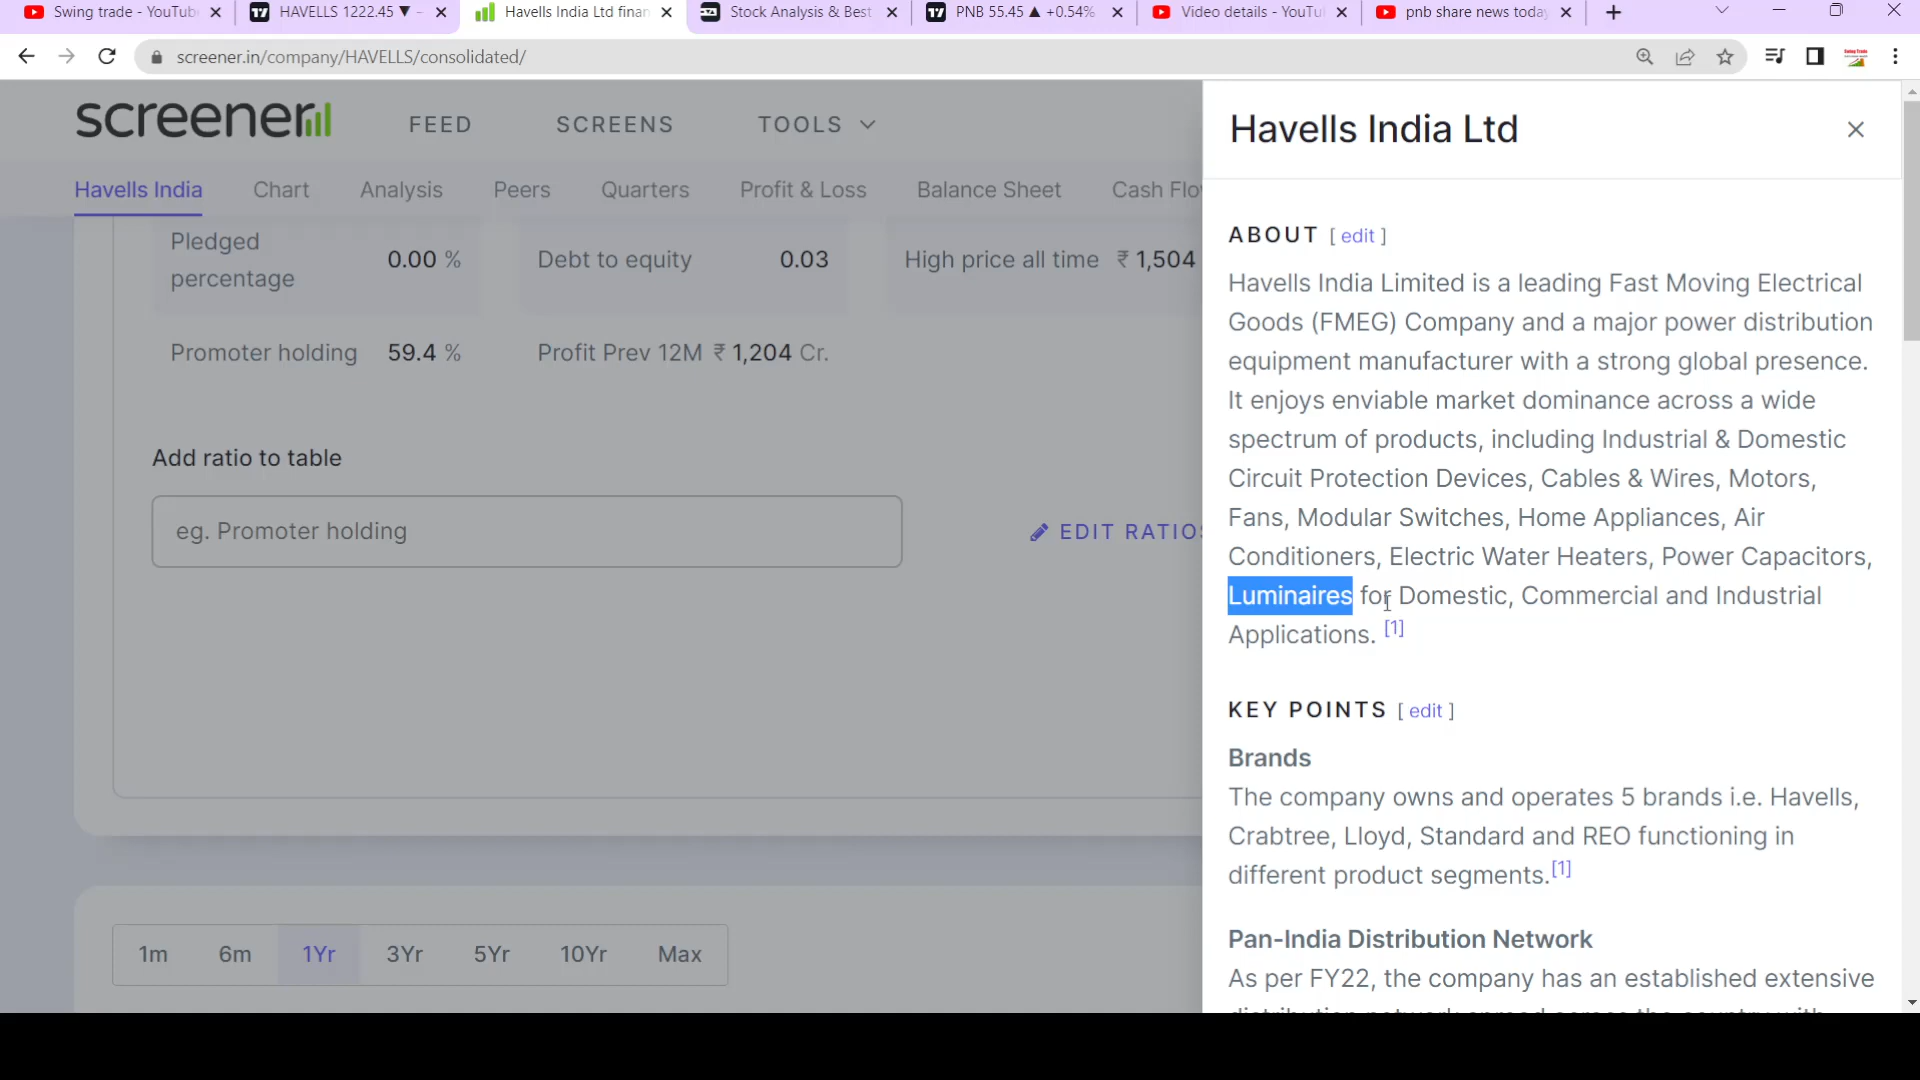 Swing trade - YouTub
HAVELLS 1222.45 ▼ -
Havells India Ltd finan
Stock Analysis & Best
PNB 55.45 ▲ +0.54%
Video details - YouTu
pnb share news today
screener.in/company/HAVELLS/consolidated/
screener
FEED
SCREENS
TOOLS
Havells India
Chart
Analysis
Peers
Quarters
Profit & Loss
Balance Sheet
Cash Flo
Pledged percentage 0.00 %
Debt to equity 0.03
High price all time ₹ 1,504
Promoter holding 59.4 %
Profit Prev 12M ₹ 1,204 Cr.
Add ratio to table
eg. Promoter holding
EDIT RATIOS
1m 6m 1Yr 3Yr 5Yr 10Yr Max
Havells India Ltd
ABOUT [ edit ]
Havells India Limited is a leading Fast Moving Electrical
Goods (FMEG) Company and a major power distribution
equipment manufacturer with a strong global presence.
It enjoys enviable market dominance across a wide
spectrum of products, including Industrial & Domestic
Circuit Protection Devices, Cables & Wires, Motors,
Fans, Modular Switches, Home Appliances, Air
Conditioners, Electric Water Heaters, Power Capacitors,
Luminaires for Domestic, Commercial and Industrial
Applications. [1]
KEY POINTS [ edit ]
Brands
The company owns and operates 5 brands i.e. Havells,
Crabtree, Lloyd, Standard and REO functioning in
different product segments.[1]
Pan-India Distribution Network
As per FY22, the company has an established extensive